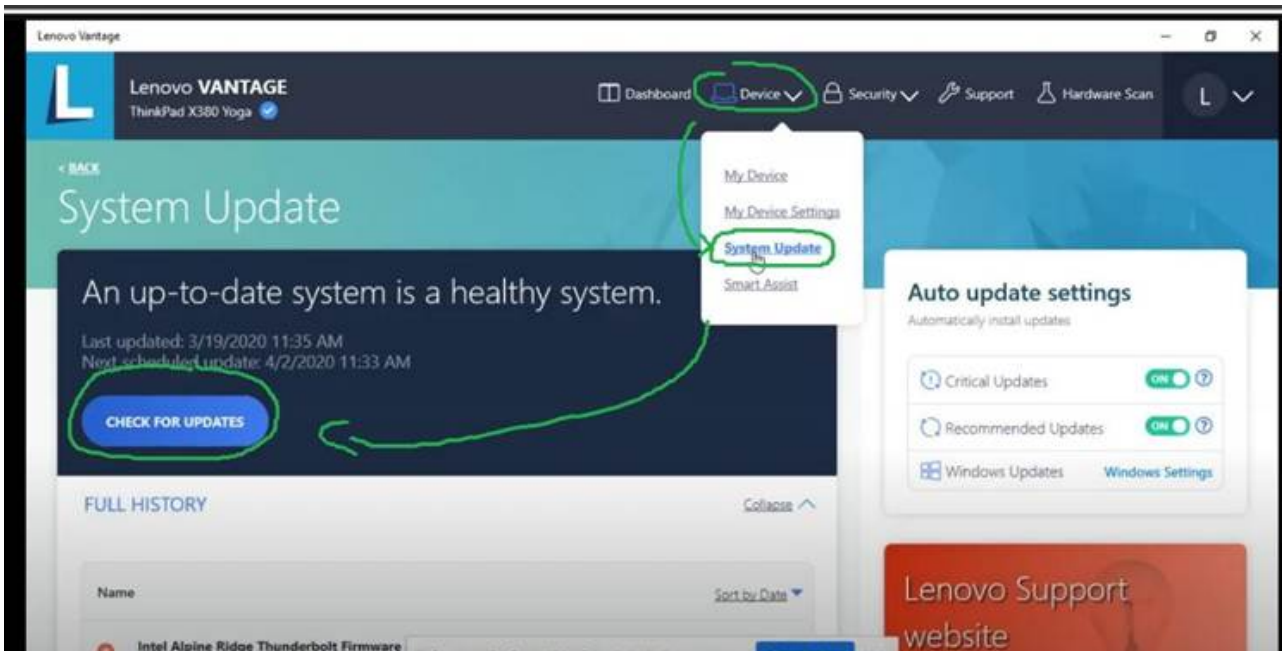 Lenovo Vantage
Lenovo VANTAGE
ThinkPad X380 Yoga
Dashboard Device Security Support Hardware Scan L
< BACK
System Update
My Device
My Device Settings
System Update
Smart Assist
An up-to-date system is a healthy system.
Last updated: 3/19/2020 11:35 AM
Next scheduled update: 4/2/2020 11:33 AM
CHECK FOR UPDATES
FULL HISTORY Collapse
Name Sort by Date
Intel Alpine Ridge Thunderbolt Firmware
Auto update settings
Automatically install updates
Critical Updates ON ?
Recommended Updates ON ?
Windows Updates Windows Settings
Lenovo Support
website